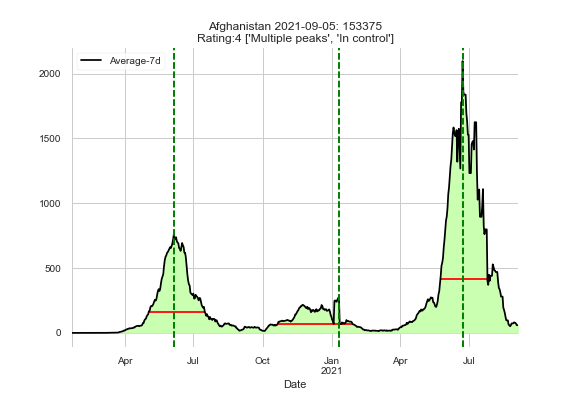 Afghanistan 2021-09-05: 153375
Rating:4 ['Multiple peaks', 'In control']
Average-7d
2000
1500
1000
500
0
Apr
Jul
Oct
Jan
2021
Apr
Jul
Date